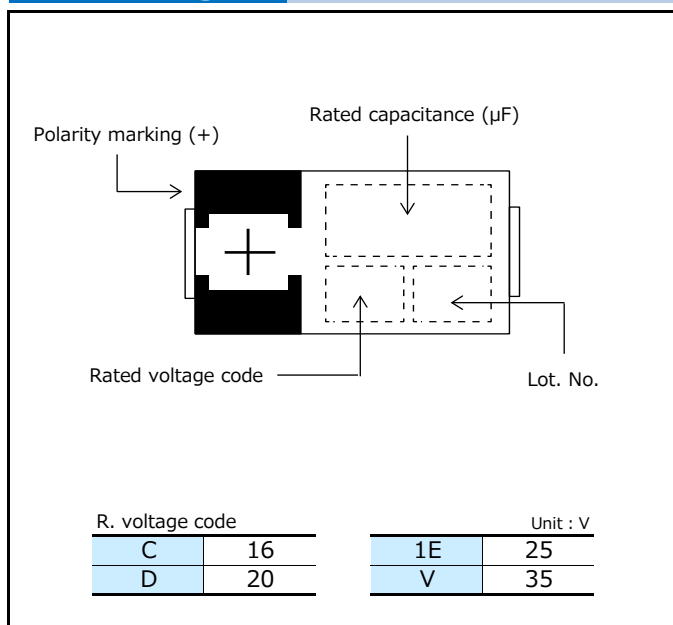 Rated capacitance (µF)
Polarity marking (+)
Rated voltage code
Lot. No.
R. voltage code
Unit : V
C 16 1E 25
D 20 V 35